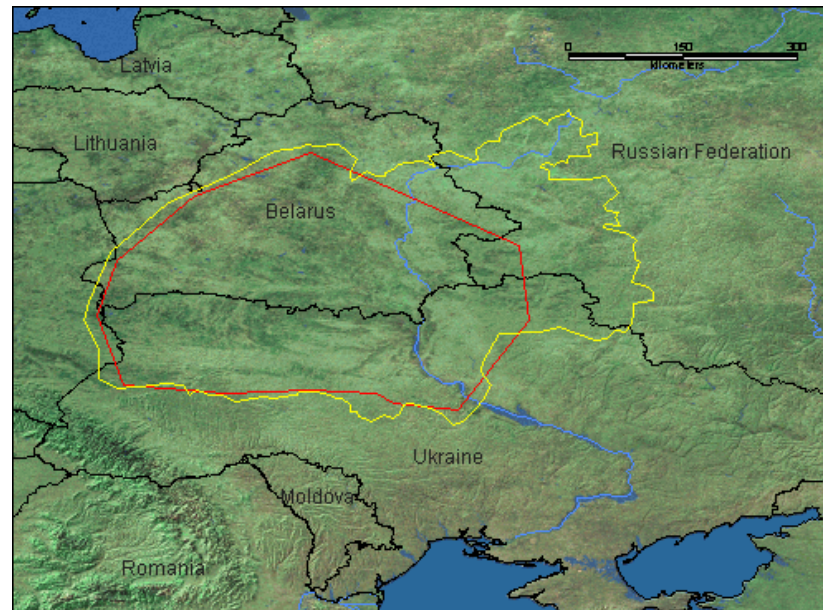 0 150 300
kilometers
Latvia
Lithuania
Russian Federation
Belarus
Ukraine
Moldova
Romania